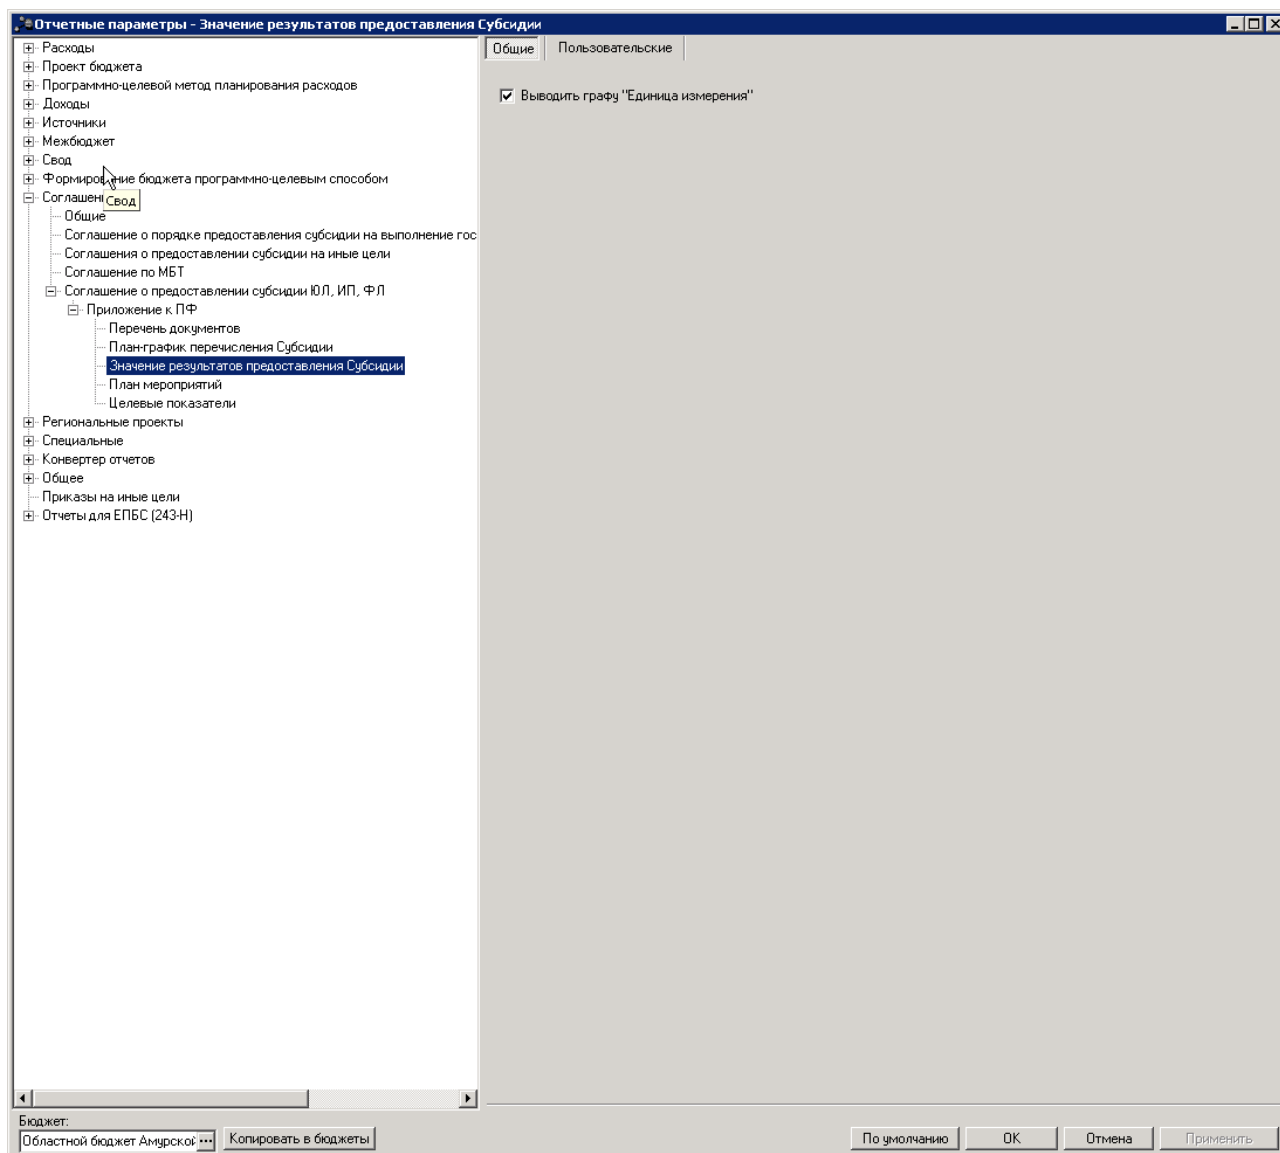 Отчетные параметры - Значение результатов предоставления Субсидии
Расходы
Проект бюджета
Программно-целевой метод планирования расходов
Доходы
Источники
Межбюджет
Свод
Формирование бюджета программно-целевым способом
Соглашени
Свод
Общие
Соглашение о порядке предоставления субсидии на выполнение гос
Соглашения о предоставлении субсидии на иные цели
Соглашение по МБТ
Соглашение о предоставлении субсидии ЮЛ, ИП, ФЛ
Приложение к ПФ
Перечень документов
План-график перечисления Субсидии
Значение результатов предоставления Субсидии
План мероприятий
Целевые показатели
Региональные проекты
Специальные
Конвертер отчетов
Общее
Приказы на иные цели
Отчеты для ЕПБС (243-Н)
Общие Пользовательские
Выводить графу "Единица измерения"
Бюджет:
Областной бюджет Амурской ... Копировать в бюджеты По умолчанию OK Отмена Применить